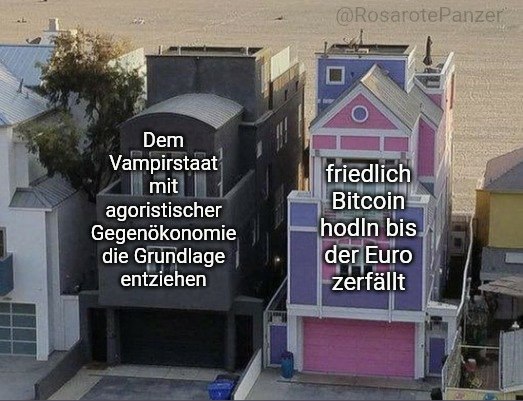 @RosarotePanzer
Dem
Vampirstaat
mit
agoristischer
Gegenökonomie
die Grundlage
entziehen
friedlich
Bitcoin
hodln bis
der Euro
zerfällt